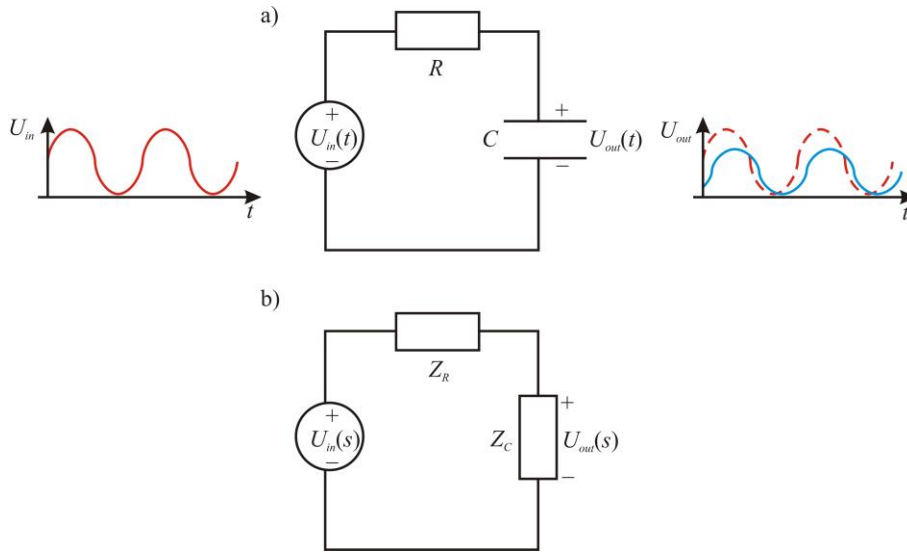 a)
R
U_in
t
+
U_in(t)
−
C
+
U_out(t)
−
U_out
t
b)
Z_R
+
U_in(s)
−
Z_C
+
U_out(s)
−